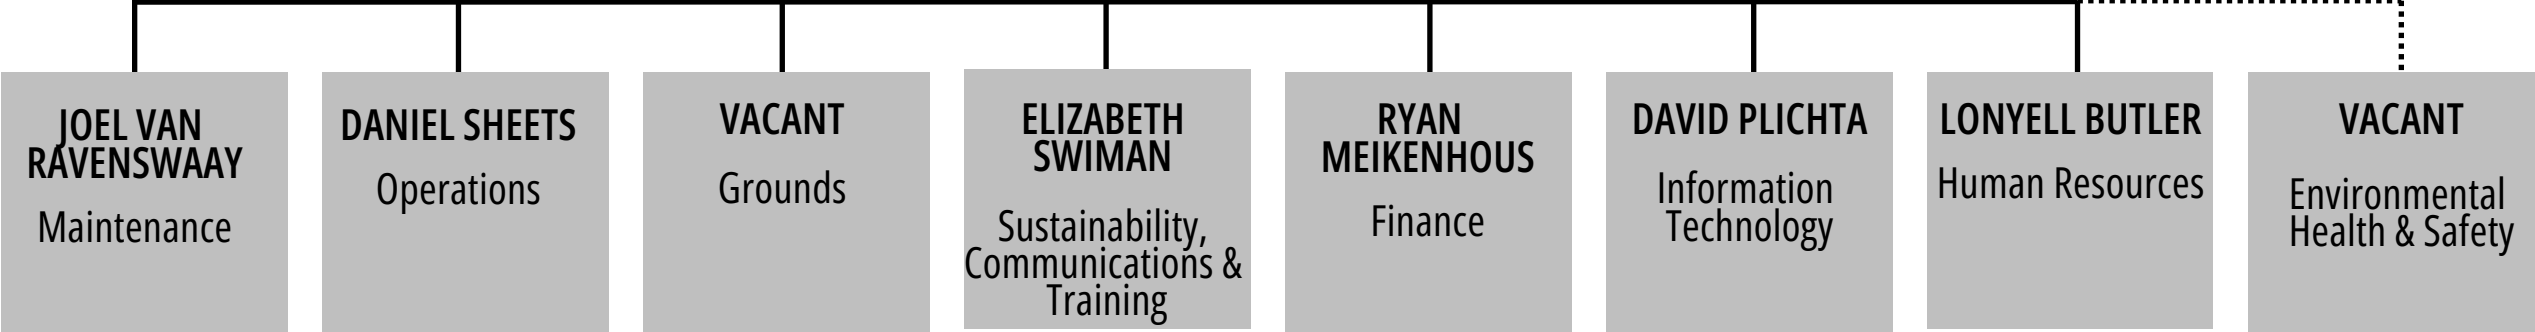 JOEL VAN
RAVENSWAAY
Maintenance
DANIEL SHEETS
Operations
VACANT
Grounds
ELIZABETH
SWIMAN
Sustainability,
Communications &
Training
RYAN
MEIKENHOUS
Finance
DAVID PLICHTA
Information
Technology
LONYELL BUTLER
Human Resources
VACANT
Environmental
Health & Safety